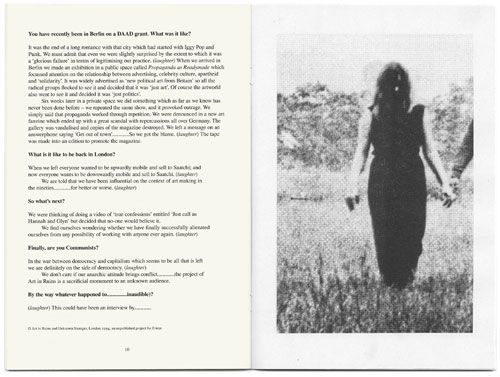 You have recently been in Berlin on a DAAD grant. What was it like?
It was the end of a long romance with that city which had started with Iggy Pop and
Punk. We must admit that even we were slightly surprised by the extent to which it was
a 'glorious failure' in terms of legitimising our practice. (laughter) When we arrived in
Berlin we made an exhibition in a public space called Propaganda as Readymade which
focussed attention on the relationship between advertising, celebrity culture, apartheid
and 'solidarity'. It was widely advertised as 'new political art from Britain' so all the
radical groups flocked to see it and decided that it was 'just art'. Of course the artworld
also went to see it and decided it was 'just politics'.
Six weeks later in a private space we did something which as far as we know has
never been done before – we repeated the same show, and it provoked outrage. We
simply said that propaganda worked through repetition. We were denounced in a new art
fanzine which ended up with a great scandal with repercussions all over Germany. The
gallery was vandalised and copies of the magazine destroyed. We left a message on an
answerphone saying 'Get out of town'............So we got the blame. (laughter) The tape
was made into an edition to promote the magazine.
What is it like to be back in London?
When we left everyone wanted to be upwardly mobile and sell to Saatchi; and
now everyone wants to be downwardly mobile and sell to Saatchi. (laughter)
We are told that we have been influential on the context of art making in
the nineties............for better or worse. (laughter)
So what's next?
We were thinking of doing a video of 'true confessions' entitled 'Just call us
Hannah and Glyn' but decided that no-one would believe it.
We find ourselves wondering whether we have finally successfully alienated
ourselves from any possibility of working with anyone ever again. (laughter)
Finally, are you Communists?
In the war between democracy and capitalism which seems to be all that is left
we are definitely on the side of democracy. (laughter)
We don't care if our anarchic attitude brings conflict............the project of
Art in Ruins is a sacrificial monument to an unknown audience.
By the way whatever happened to..............inaudible)?
(laughter) This could have been an interview by............
© Art in Ruins and Unknown Stranger, London 1994, an unpublished project for
10